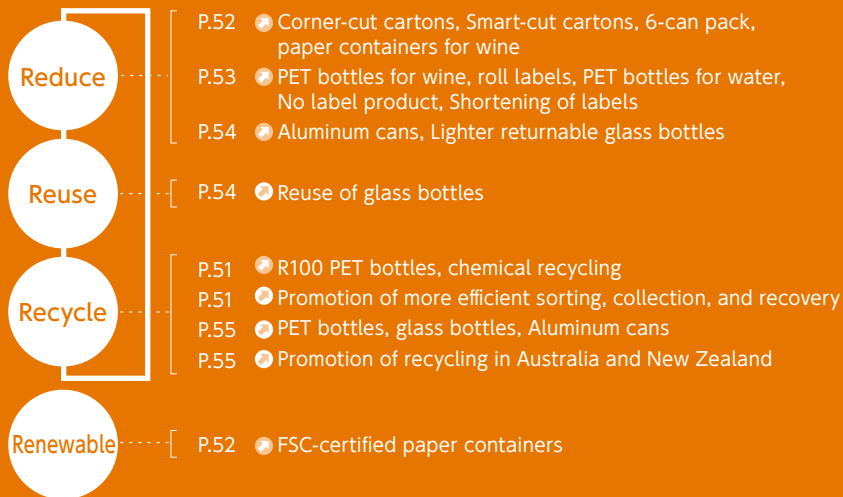 Reduce
P.52 Corner-cut cartons, Smart-cut cartons, 6-can pack,
paper containers for wine
P.53 PET bottles for wine, roll labels, PET bottles for water,
No label product, Shortening of labels
P.54 Aluminum cans, Lighter returnable glass bottles
Reuse
P.54 Reuse of glass bottles
Recycle
P.51 R100 PET bottles, chemical recycling
P.51 Promotion of more efficient sorting, collection, and recovery
P.55 PET bottles, glass bottles, Aluminum cans
P.55 Promotion of recycling in Australia and New Zealand
Renewable
P.52 FSC-certified paper containers